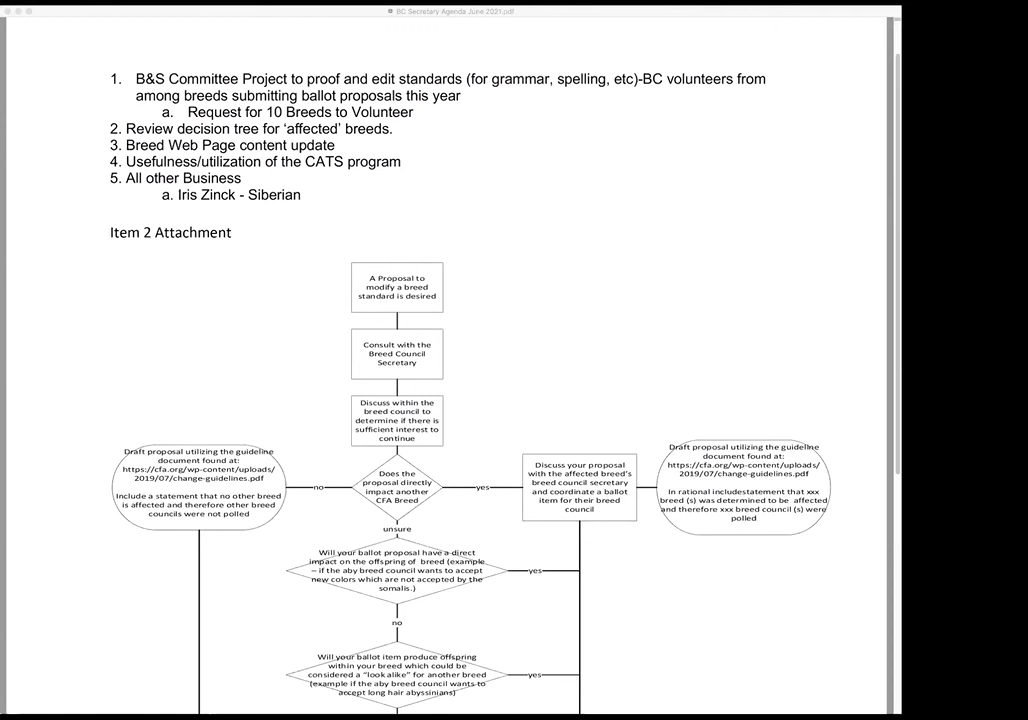 BC Secretary Agenda June 2021.pdf
1. B&S Committee Project to proof and edit standards (for grammar, spelling, etc)-BC volunteers from
among breeds submitting ballot proposals this year
a. Request for 10 Breeds to Volunteer
2. Review decision tree for ‘affected’ breeds.
3. Breed Web Page content update
4. Usefulness/utilization of the CATS program
5. All other Business
a. Iris Zinck - Siberian
Item 2 Attachment
A Proposal to
modify a breed
standard is desired
Consult with the
Breed Council
Secretary
Discuss within the
breed council to
determine if there is
sufficient interest to
continue
Draft proposal utilizing the guideline
document found at:
https://cfa.org/wp-content/uploads/
2019/07/change-guidelines.pdf
Include a statement that no other breed
is affected and therefore other breed
councils were not polled
no
Does the
proposal directly
impact another
CFA Breed
yes
Discuss your proposal
with the affected breed’s
breed council secretary
and coordinate a ballot
item for their breed
council
Draft proposal utilizing the guideline
document found at:
https://cfa.org/wp-content/uploads/
2019/07/change-guidelines.pdf
In rational includestatement that xxx
breed (s) was determined to be affected
and therefore xxx breed council (s) were
polled
unsure
Will your ballot proposal have a direct
impact on the offspring of breed (example
– if the aby breed council wants to accept
new colors which are not accepted by the
somalis.)
yes
no
Will your ballot item produce offspring
within your breed which could be
considered a “look alike” for another breed
(example if the aby breed council wants to
accept long hair abyssinians)
yes